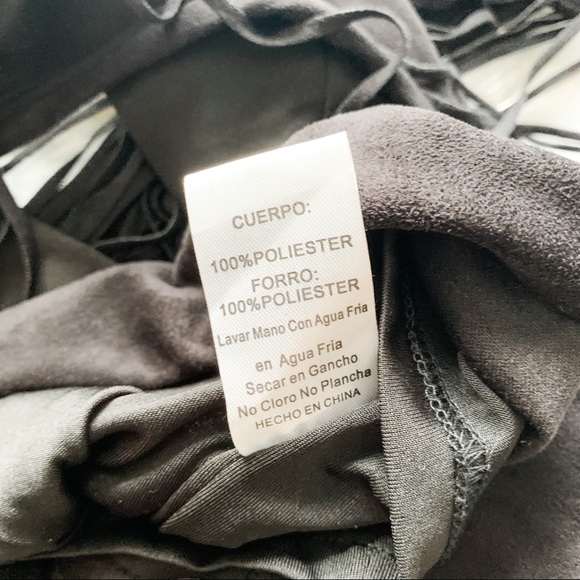 CUERPO:
100%POLIESTER
FORRO:
100%POLIESTER
Lavar Mano Con Agua Fria
en Agua Fria
Secar en Gancho
No Cloro No Plancha
HECHO EN CHINA